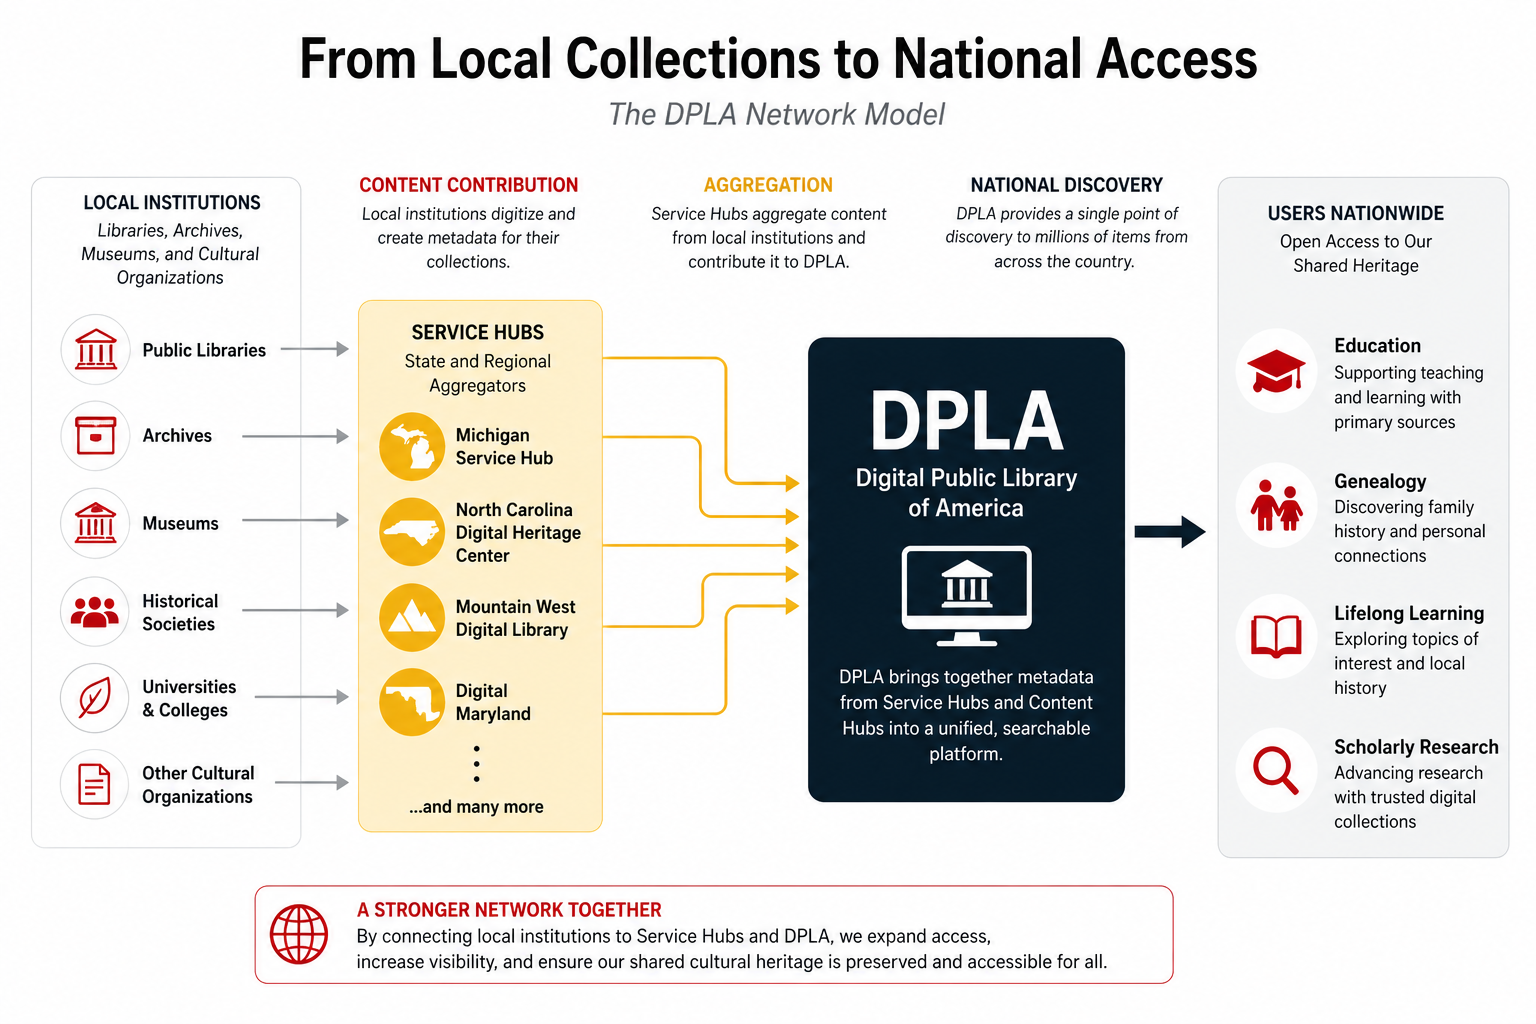 From Local Collections to National Access
The DPLA Network Model
LOCAL INSTITUTIONS
Libraries, Archives,
Museums, and Cultural
Organizations
Public Libraries
Archives
Museums
Historical
Societies
Universities
& Colleges
Other Cultural
Organizations
CONTENT CONTRIBUTION
Local institutions digitize and
create metadata for their
collections.
SERVICE HUBS
State and Regional
Aggregators
Michigan
Service Hub
North Carolina
Digital Heritage
Center
Mountain West
Digital Library
Digital
Maryland
...and many more
AGGREGATION
Service Hubs aggregate content
from local institutions and
contribute it to DPLA.
NATIONAL DISCOVERY
DPLA provides a single point of
discovery to millions of items from
across the country.
DPLA
Digital Public Library
of America
DPLA brings together metadata
from Service Hubs and Content
Hubs into a unified, searchable
platform.
USERS NATIONWIDE
Open Access to Our
Shared Heritage
Education
Supporting teaching
and learning with
primary sources
Genealogy
Discovering family
history and personal
connections
Lifelong Learning
Exploring topics of
interest and local
history
Scholarly Research
Advancing research
with trusted digital
collections
A STRONGER NETWORK TOGETHER
By connecting local institutions to Service Hubs and DPLA, we expand access,
increase visibility, and ensure our shared cultural heritage is preserved and accessible for all.